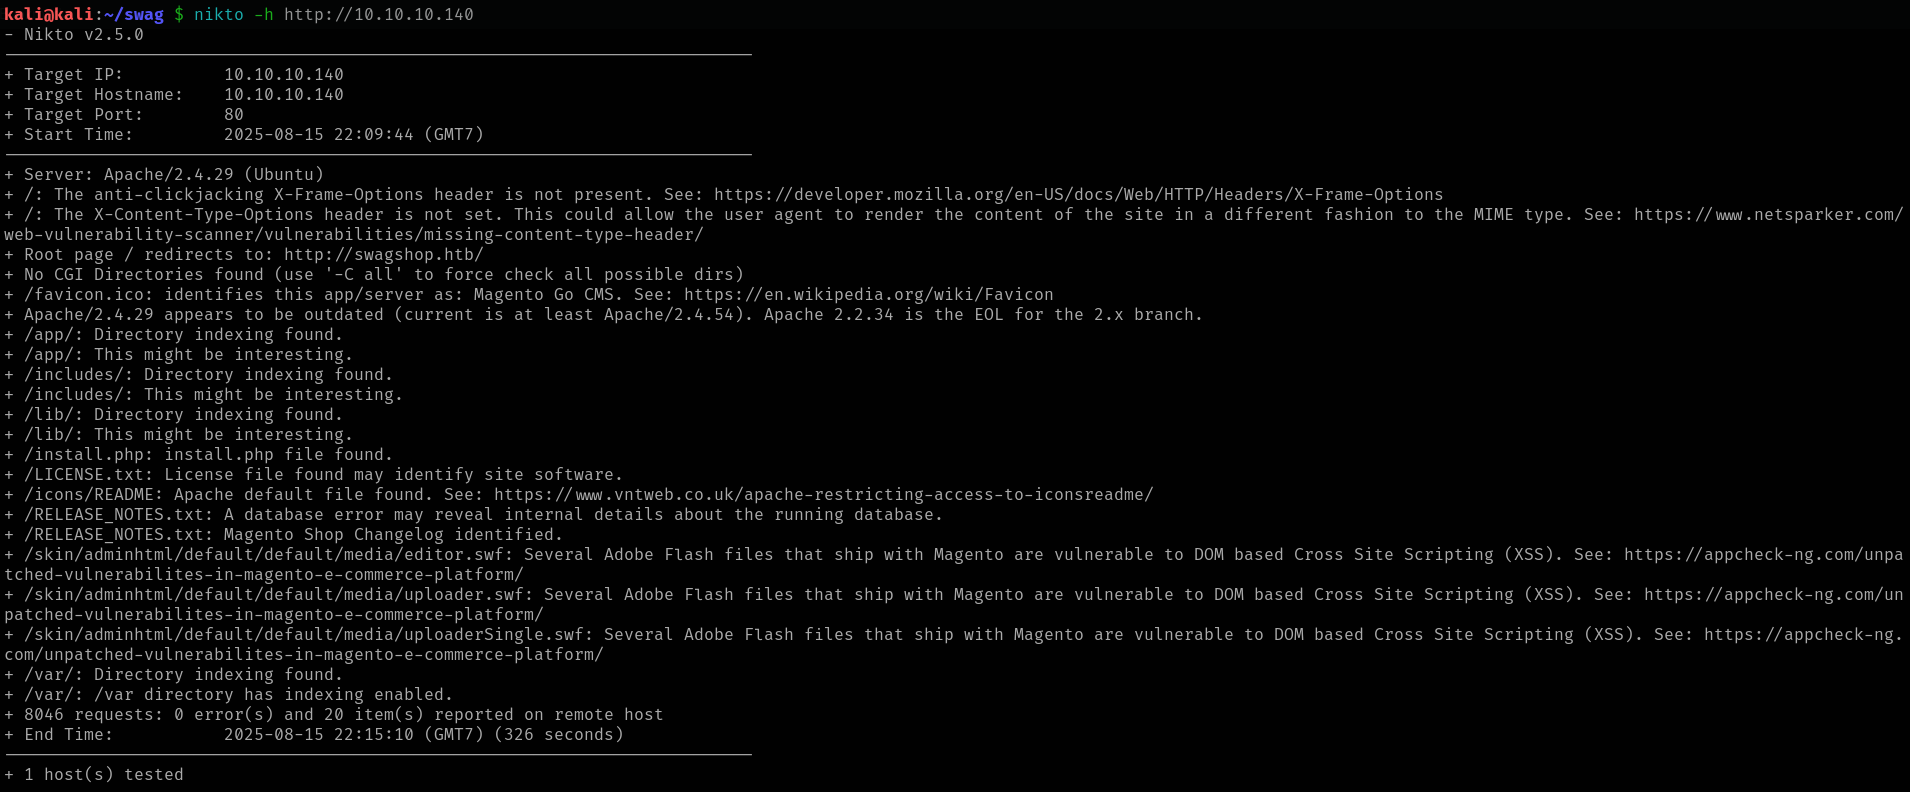 kali@kali:~/swag $ nikto -h http://10.10.10.140
- Nikto v2.5.0
---------------------------------------------------------------------------
+ Target IP:          10.10.10.140
+ Target Hostname:    10.10.10.140
+ Target Port:        80
+ Start Time:         2025-08-15 22:09:44 (GMT7)
---------------------------------------------------------------------------
+ Server: Apache/2.4.29 (Ubuntu)
+ /: The anti-clickjacking X-Frame-Options header is not present. See: https://developer.mozilla.org/en-US/docs/Web/HTTP/Headers/X-Frame-Options
+ /: The X-Content-Type-Options header is not set. This could allow the user agent to render the content of the site in a different fashion to the MIME type. See: https://www.netsparker.com/
web-vulnerability-scanner/vulnerabilities/missing-content-type-header/
+ Root page / redirects to: http://swagshop.htb/
+ No CGI Directories found (use '-C all' to force check all possible dirs)
+ /favicon.ico: identifies this app/server as: Magento Go CMS. See: https://en.wikipedia.org/wiki/Favicon
+ Apache/2.4.29 appears to be outdated (current is at least Apache/2.4.54). Apache 2.2.34 is the EOL for the 2.x branch.
+ /app/: Directory indexing found.
+ /app/: This might be interesting.
+ /includes/: Directory indexing found.
+ /includes/: This might be interesting.
+ /lib/: Directory indexing found.
+ /lib/: This might be interesting.
+ /install.php: install.php file found.
+ /LICENSE.txt: License file found may identify site software.
+ /icons/README: Apache default file found. See: https://www.vntweb.co.uk/apache-restricting-access-to-iconsreadme/
+ /RELEASE_NOTES.txt: A database error may reveal internal details about the running database.
+ /RELEASE_NOTES.txt: Magento Shop Changelog identified.
+ /skin/adminhtml/default/default/media/editor.swf: Several Adobe Flash files that ship with Magento are vulnerable to DOM based Cross Site Scripting (XSS). See: https://appcheck-ng.com/unpa
tched-vulnerabilites-in-magento-e-commerce-platform/
+ /skin/adminhtml/default/default/media/uploader.swf: Several Adobe Flash files that ship with Magento are vulnerable to DOM based Cross Site Scripting (XSS). See: https://appcheck-ng.com/un
patched-vulnerabilites-in-magento-e-commerce-platform/
+ /skin/adminhtml/default/default/media/uploaderSingle.swf: Several Adobe Flash files that ship with Magento are vulnerable to DOM based Cross Site Scripting (XSS). See: https://appcheck-ng.
com/unpatched-vulnerabilites-in-magento-e-commerce-platform/
+ /var/: Directory indexing found.
+ /var/: /var directory has indexing enabled.
+ 8046 requests: 0 error(s) and 20 item(s) reported on remote host
+ End Time:           2025-08-15 22:15:10 (GMT7) (326 seconds)
---------------------------------------------------------------------------
+ 1 host(s) tested